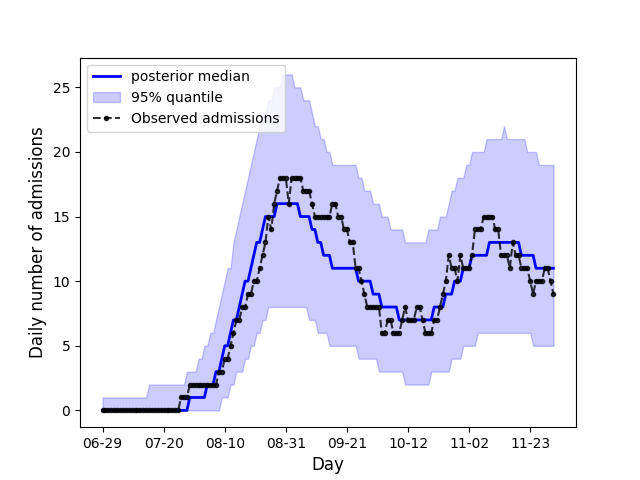 posterior median
95% quantile
Observed admissions
Daily number of admissions
25
20
15
10
5
0
06-29 07-20 08-10 08-31 09-21 10-12 11-02 11-23
Day